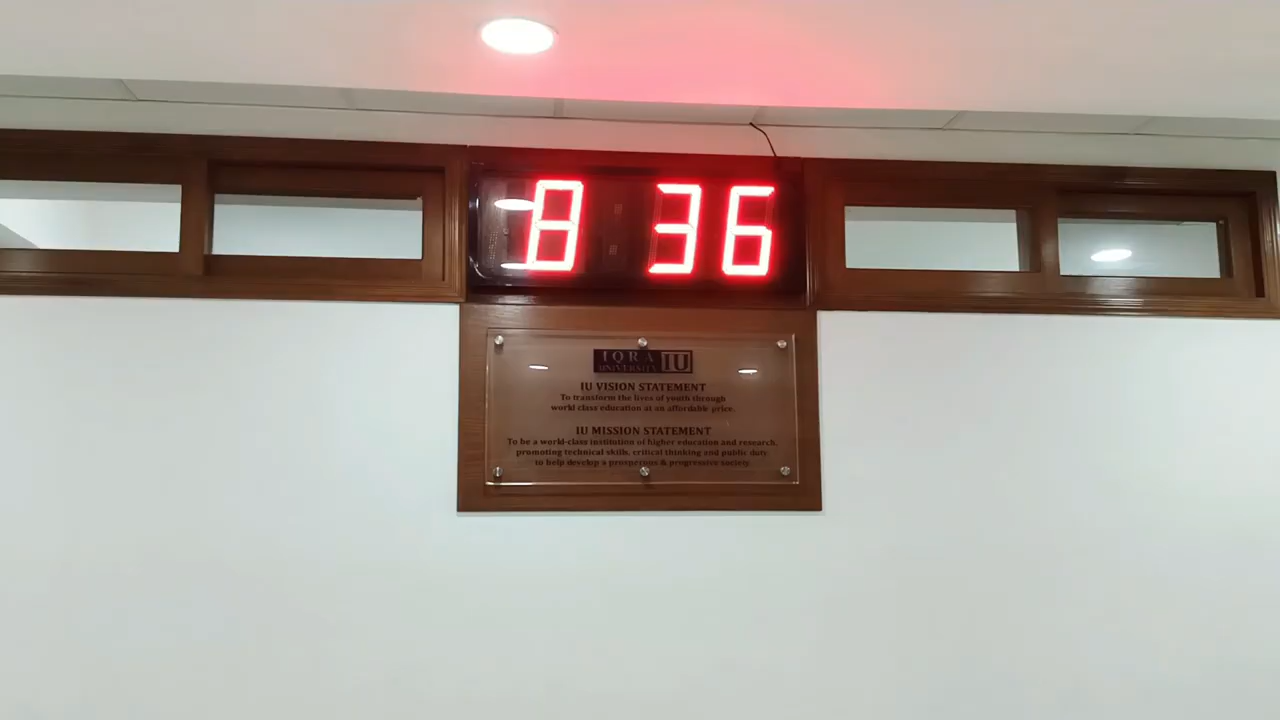 8 36
IQRA
UNIVERSITY IU
IU VISION STATEMENT
To transform the lives of youth through
world class education at an affordable price.
IU MISSION STATEMENT
To be a world-class institution of higher education and research,
promoting technical skills, critical thinking and public duty
to help develop a prosperous & progressive society.